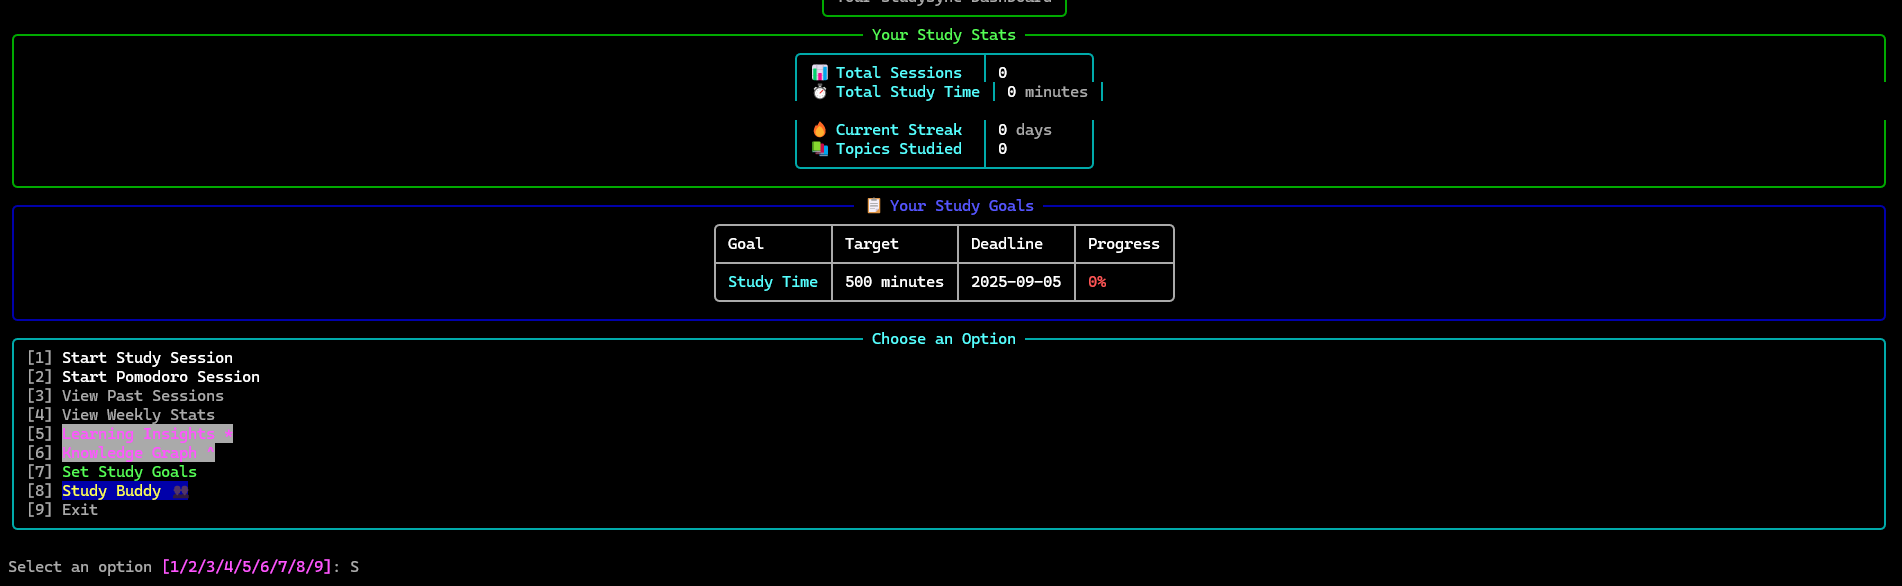 Your StudySync Dashboard
Your Study Stats
Total Sessions 0
Total Study Time 0 minutes
Current Streak 0 days
Topics Studied 0
Your Study Goals
Goal Target Deadline Progress
Study Time 500 minutes 2025-09-05 0%
Choose an Option
[1] Start Study Session
[2] Start Pomodoro Session
[3] View Past Sessions
[4] View Weekly Stats
[5] Learning Insights *
[6] Knowledge Graph *
[7] Set Study Goals
[8] Study Buddy
[9] Exit
Select an option [1/2/3/4/5/6/7/8/9]: S